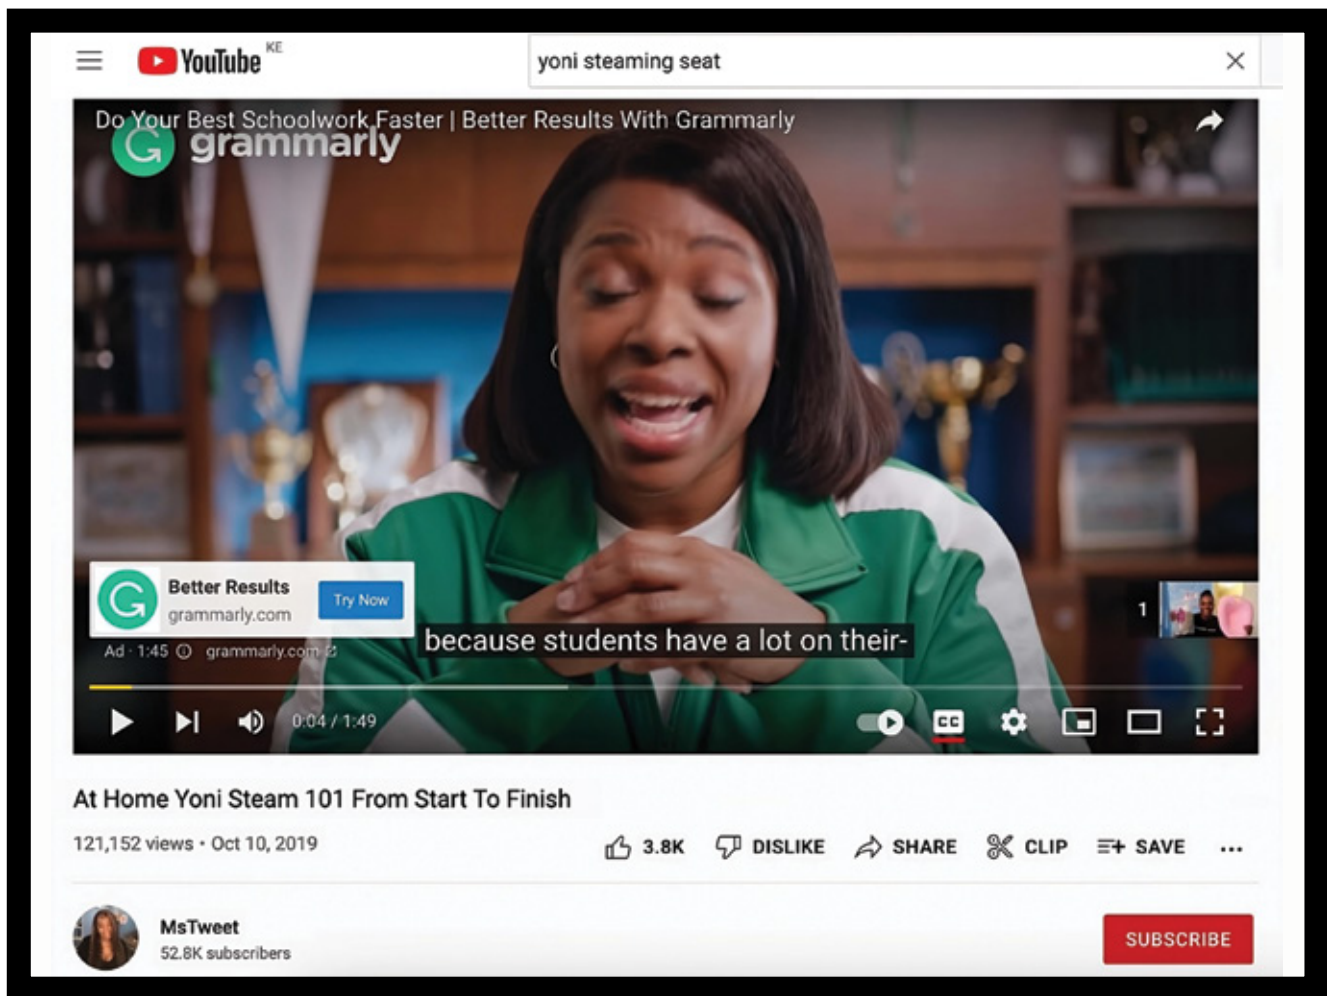 YouTube KE
yoni steaming seat
Do Your Best Schoolwork Faster | Better Results With Grammarly
G grammarly
Better Results
grammarly.com
Try Now
1
because students have a lot on their-
Ad · 1:45 grammarly.com
0:04 / 1:49
CC
At Home Yoni Steam 101 From Start To Finish
121,152 views • Oct 10, 2019
3.8K DISLIKE SHARE CLIP SAVE ...
MsTweet
52.8K subscribers
SUBSCRIBE